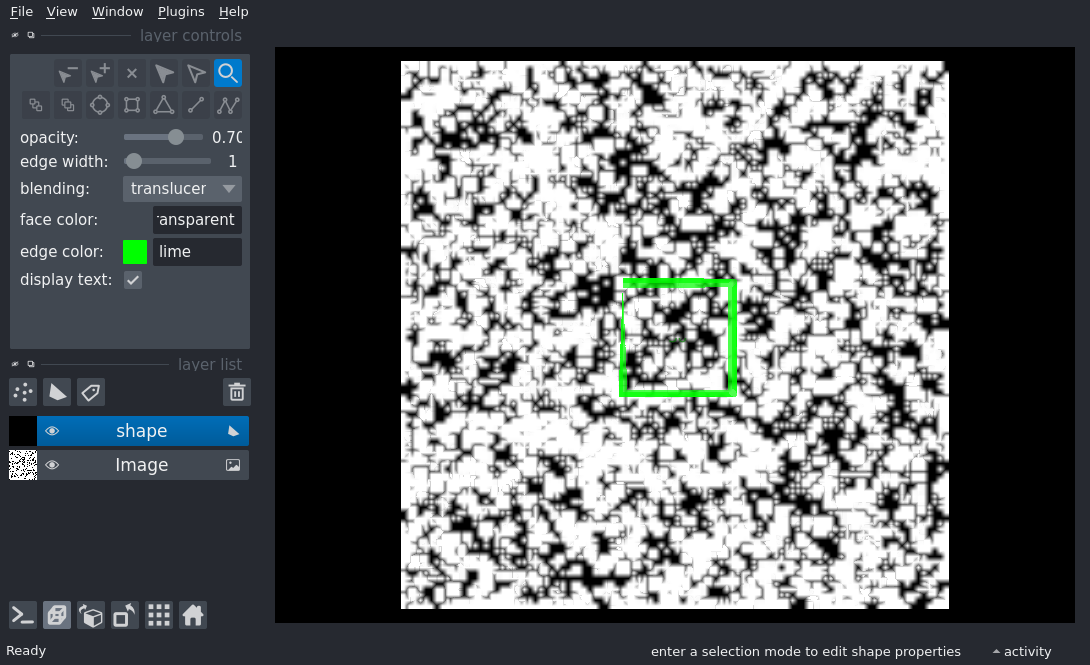 File View Window Plugins Help
layer controls
opacity: 0.70
edge width: 1
blending: translucer
face color: ransparent
edge color: lime
display text:
layer list
shape
Image
Ready enter a selection mode to edit shape properties activity